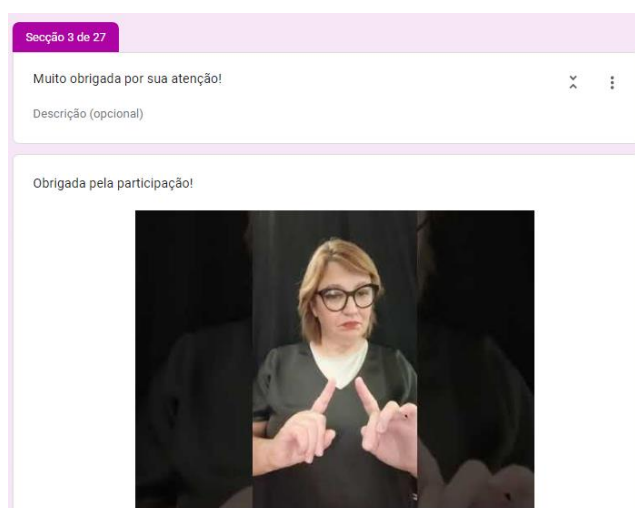 Secção 3 de 27
Muito obrigada por sua atenção!
Descrição (opcional)
Obrigada pela participação!